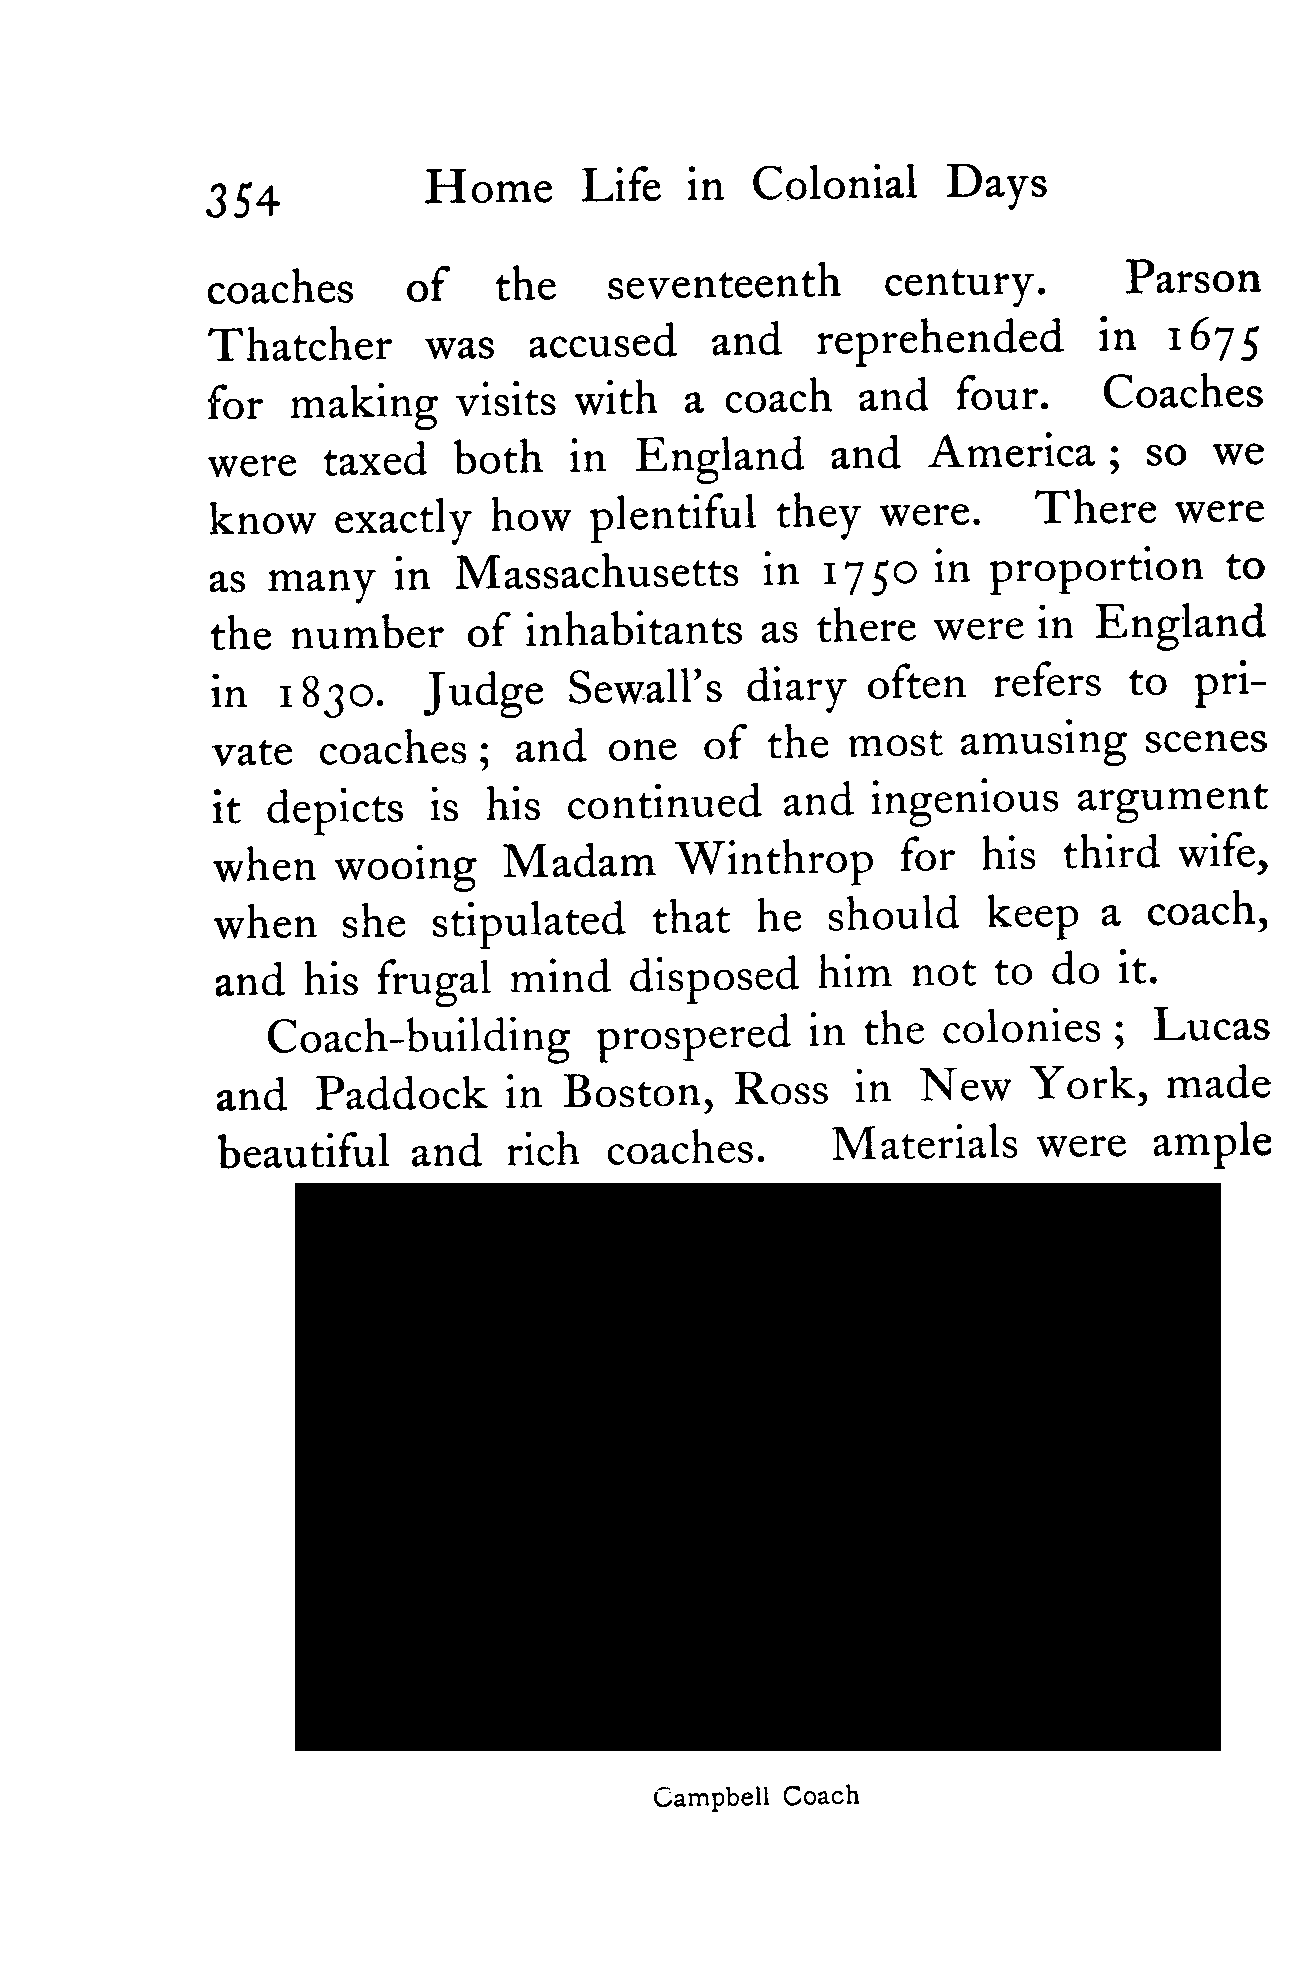 354 Home Life in Colonial Days
coaches of the seventeenth century. Parson
Thatcher was accused and reprehended in 1675
for making visits with a coach and four. Coaches
were taxed both in England and America ; so we
know exactly how plentiful they were. There were
as many in Massachusetts in 1750 in proportion to
the number of inhabitants as there were in England
in 1830. Judge Sewall's diary often refers to pri-
vate coaches ; and one of the most amusing scenes
it depicts is his continued and ingenious argument
when wooing Madam Winthrop for his third wife,
when she stipulated that he should keep a coach,
and his frugal mind disposed him not to do it.
Coach-building prospered in the colonies ; Lucas
and Paddock in Boston, Ross in New York, made
beautiful and rich coaches. Materials were ample
Campbell Coach